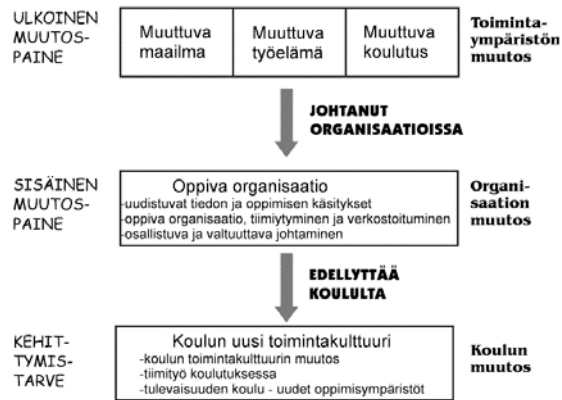 ULKOINEN
MUUTOS-
PAINE
Muuttuva
maailma
Muuttuva
työelämä
Muuttuva
koulutus
Toiminta-
ympäristön
muutos
JOHTANUT
ORGANISAATIOISSA
SISÄINEN
MUUTOS-
PAINE
Oppiva organisaatio
-uudistuvat tiedon ja oppimisen käsitykset
-oppiva organisaatio, tiimiytyminen ja verkostoituminen
-osallistuva ja valtuuttava johtaminen
Organi-
saation
muutos
EDELLYTTÄÄ
KOULULTA
KEHIT-
TYMIS-
TARVE
Koulun uusi toimintakulttuuri
-koulun toimintakulttuurin muutos
-tiimityö koulutuksessa
-tulevaisuuden koulu - uudet oppimisympäristöt
Koulun
muutos